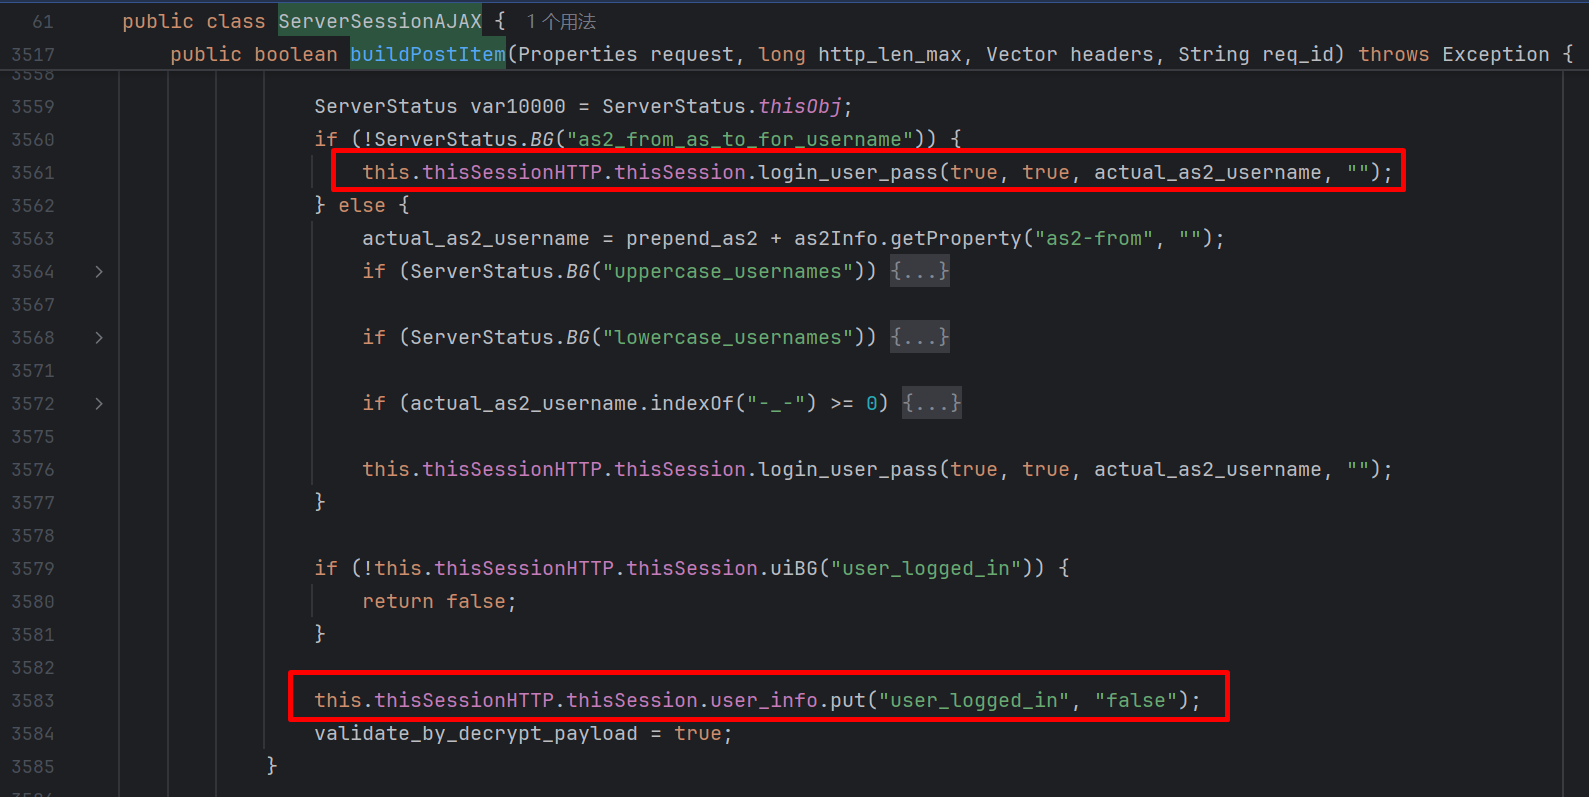 61 public class ServerSessionAJAX { 1 个用法
3517 public boolean buildPostItem(Properties request, long http_len_max, Vector headers, String req_id) throws Exception {
3558
3559 ServerStatus var10000 = ServerStatus.thisObj;
3560 if (!ServerStatus.BG("as2_from_as_to_for_username")) {
3561 this.thisSessionHTTP.thisSession.login_user_pass(true, true, actual_as2_username, "");
3562 } else {
3563 actual_as2_username = prepend_as2 + as2Info.getProperty("as2-from", "");
3564 if (ServerStatus.BG("uppercase_usernames")) {...}
3567
3568 if (ServerStatus.BG("lowercase_usernames")) {...}
3571
3572 if (actual_as2_username.indexOf("-_-") >= 0) {...}
3575
3576 this.thisSessionHTTP.thisSession.login_user_pass(true, true, actual_as2_username, "");
3577 }
3578
3579 if (!this.thisSessionHTTP.thisSession.uiBG("user_logged_in")) {
3580 return false;
3581 }
3582
3583 this.thisSessionHTTP.thisSession.user_info.put("user_logged_in", "false");
3584 validate_by_decrypt_payload = true;
3585 }